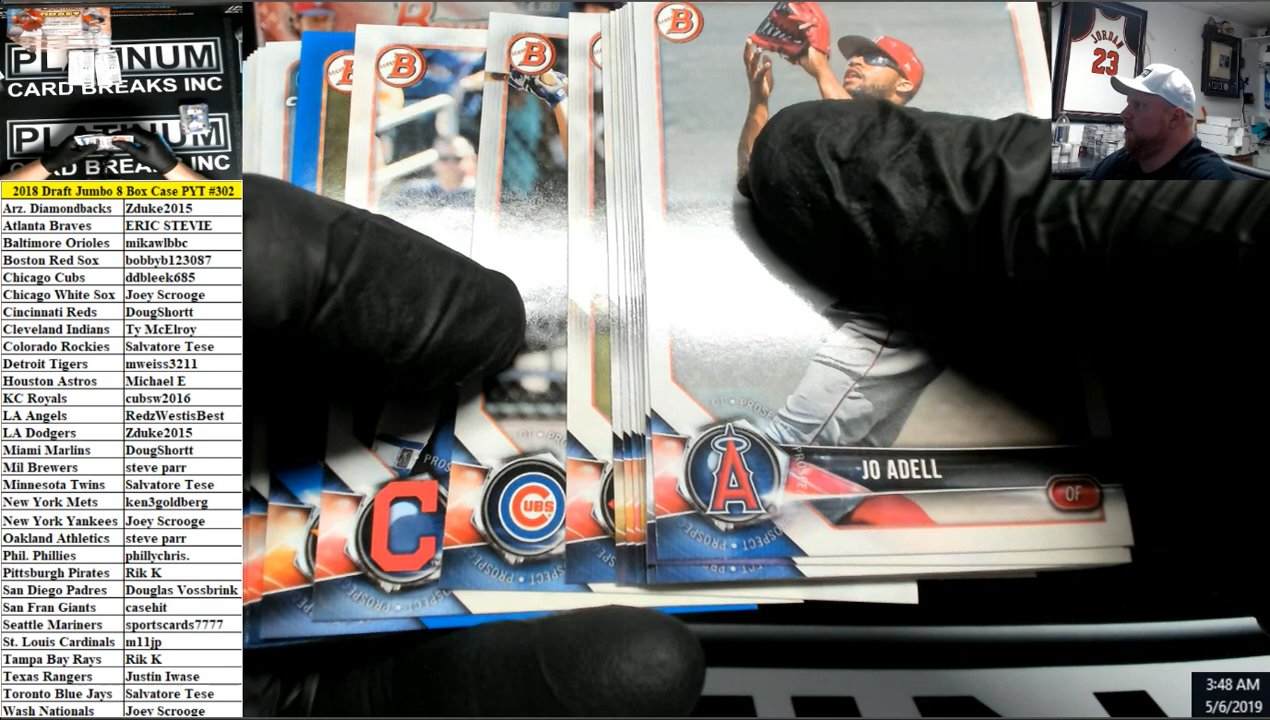 PLATINUM
CARD BREAKS INC
PLATINUM
CARD BREAKS INC
2018 Draft Jumbo 8 Box Case PYT #302
Arz. Diamondbacks Zduke2015
Atlanta Braves ERIC STEVIE
Baltimore Orioles mikawlbbc
Boston Red Sox bobbyb123087
Chicago Cubs ddbleek685
Chicago White Sox Joey Scrooge
Cincinnati Reds DougShortt
Cleveland Indians Ty McElroy
Colorado Rockies Salvatore Tese
Detroit Tigers mweiss3211
Houston Astros Michael E
KC Royals cubsw2016
LA Angels RedzWestisBest
LA Dodgers Zduke2015
Miami Marlins DougShortt
Mil Brewers steve parr
Minnesota Twins Salvatore Tese
New York Mets ken3goldberg
New York Yankees Joey Scrooge
Oakland Athletics steve parr
Phil. Phillies phillychris.
Pittsburgh Pirates Rik K
San Diego Padres Douglas Vossbrink
San Fran Giants casehit
Seattle Mariners sportscards7777
St. Louis Cardinals m11jp
Tampa Bay Rays Rik K
Texas Rangers Justin Iwase
Toronto Blue Jays Salvatore Tese
Wash Nationals Joey Scrooge
B
B
B
B
C
CUBS
A
JO ADELL
OF
PROSPECT
JORDAN
23
3:48 AM
5/6/2019